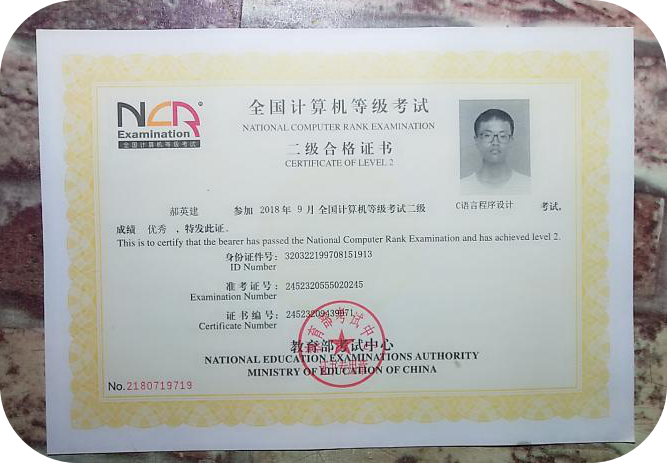 NCR
Examination
全国计算机等级考试
全国计算机等级考试
NATIONAL COMPUTER RANK EXAMINATION
二级合格证书
CERTIFICATE OF LEVEL 2
郝英建 参加 2018 年 9 月 全国计算机等级考试二级 C语言程序设计 考试,
成绩 优秀 ,特发此证。
This is to certify that the bearer has passed the National Computer Rank Examination and has achieved level 2.
身份证件号: 320322199708151913
ID Number
准考证号: 2452320555020245
Examination Number
证书编号: 24523209439871
Certificate Number
教育部考试中心
NATIONAL EDUCATION EXAMINATIONS AUTHORITY
MINISTRY OF EDUCATION OF CHINA
No.2180719719